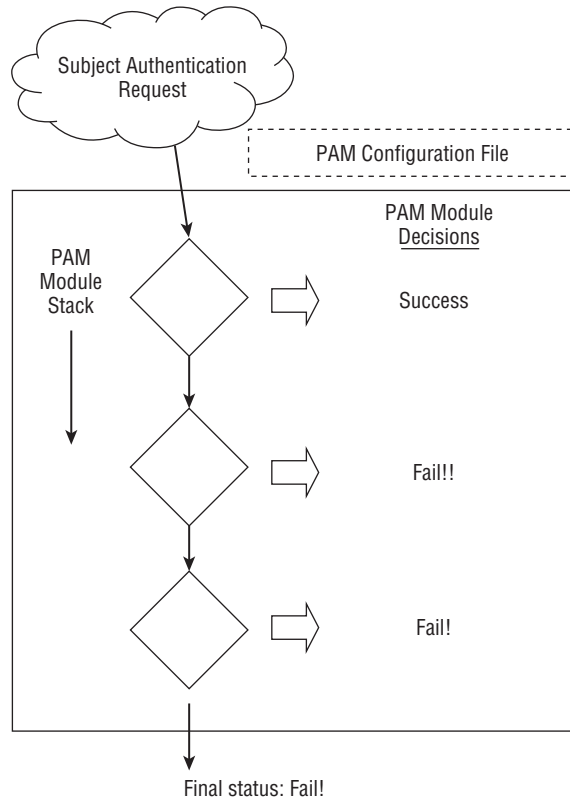 Subject Authentication
Request
PAM Configuration File
PAM Module
Decisions
PAM
Module
Stack
Success
Fail!!
Fail!
Final status: Fail!